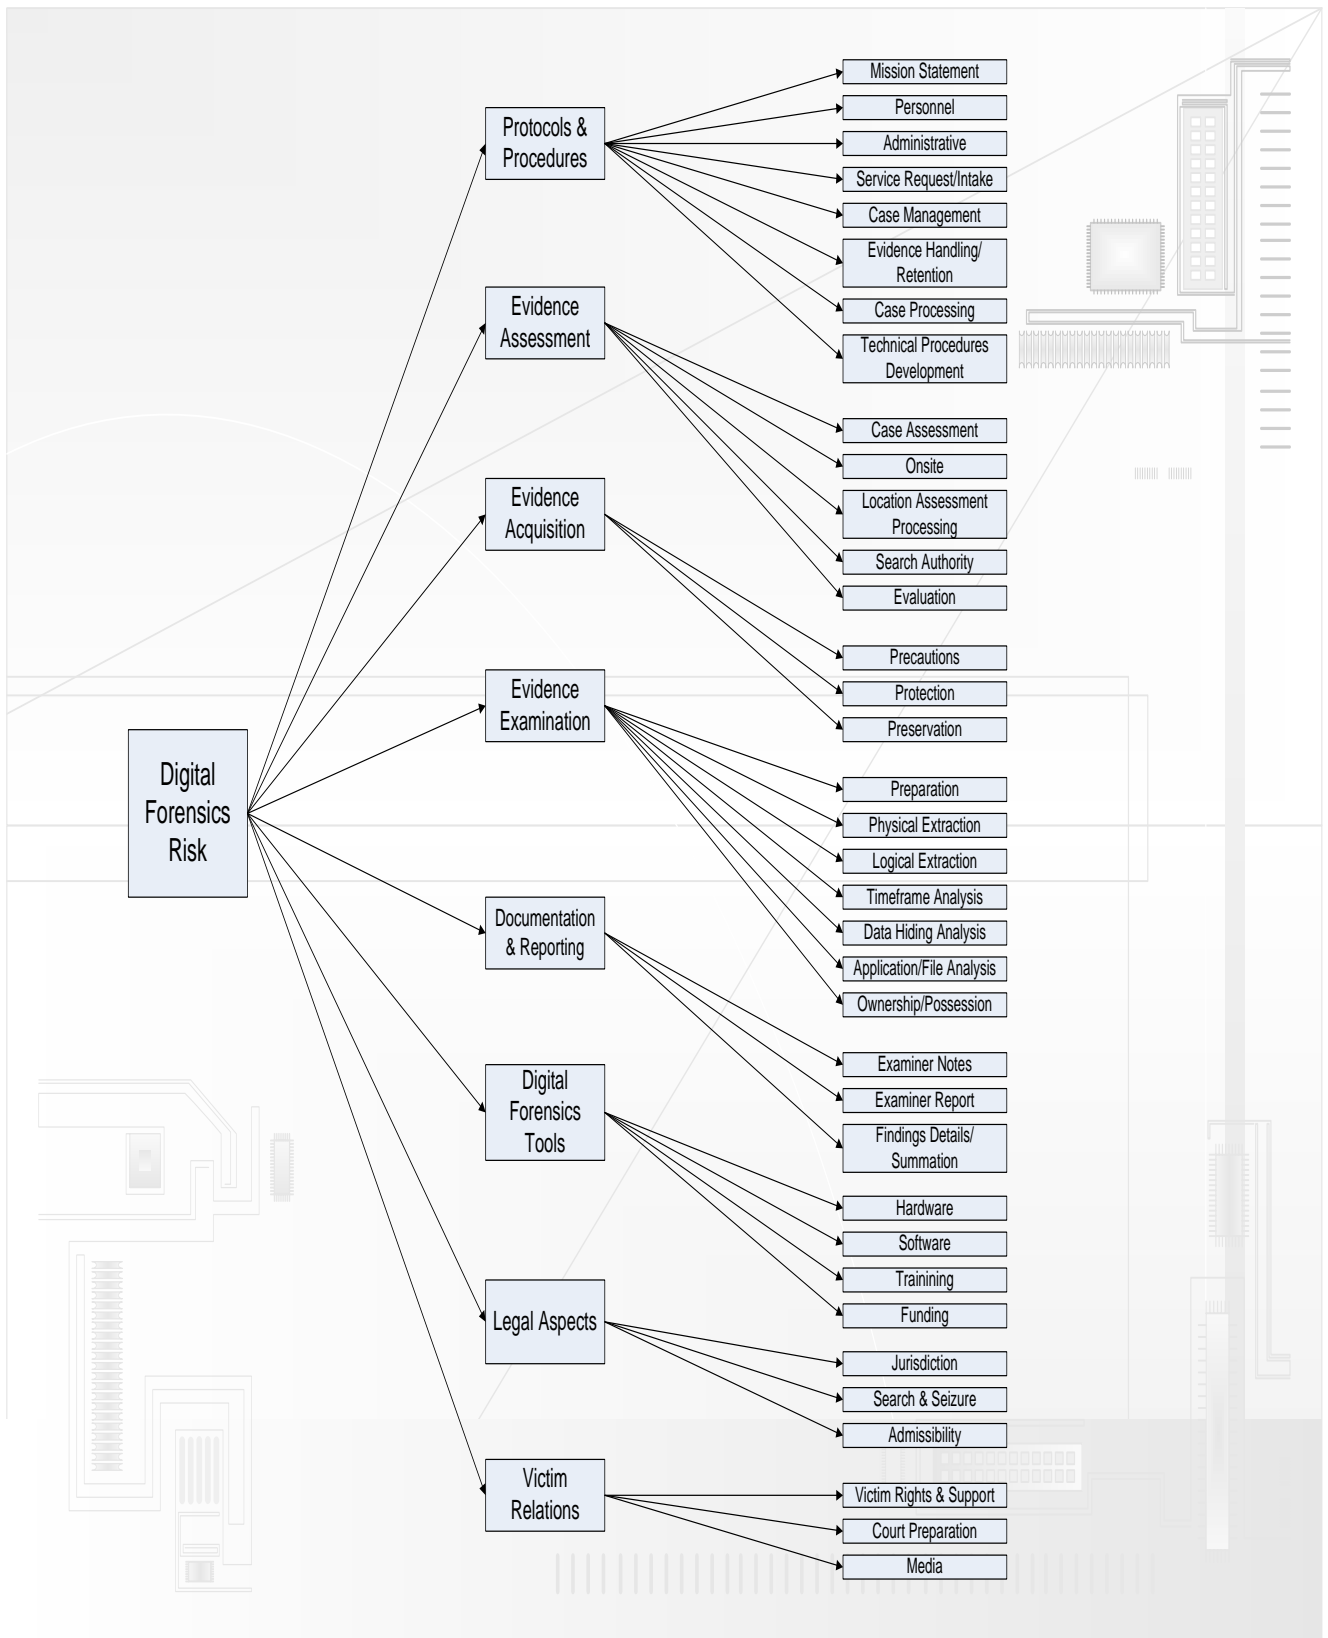 Digital
Forensics
Risk
Protocols &
Procedures
Mission Statement
Personnel
Administrative
Service Request/Intake
Case Management
Evidence Handling/
Retention
Case Processing
Technical Procedures
Development
Evidence
Assessment
Case Assessment
Onsite
Location Assessment
Processing
Search Authority
Evaluation
Evidence
Acquisition
Precautions
Protection
Preservation
Evidence
Examination
Preparation
Physical Extraction
Logical Extraction
Timeframe Analysis
Data Hiding Analysis
Application/File Analysis
Ownership/Possession
Documentation
& Reporting
Examiner Notes
Examiner Report
Findings Details/
Summation
Digital
Forensics
Tools
Hardware
Software
Trainining
Funding
Legal Aspects
Jurisdiction
Search & Seizure
Admissibility
Victim
Relations
Victim Rights & Support
Court Preparation
Media